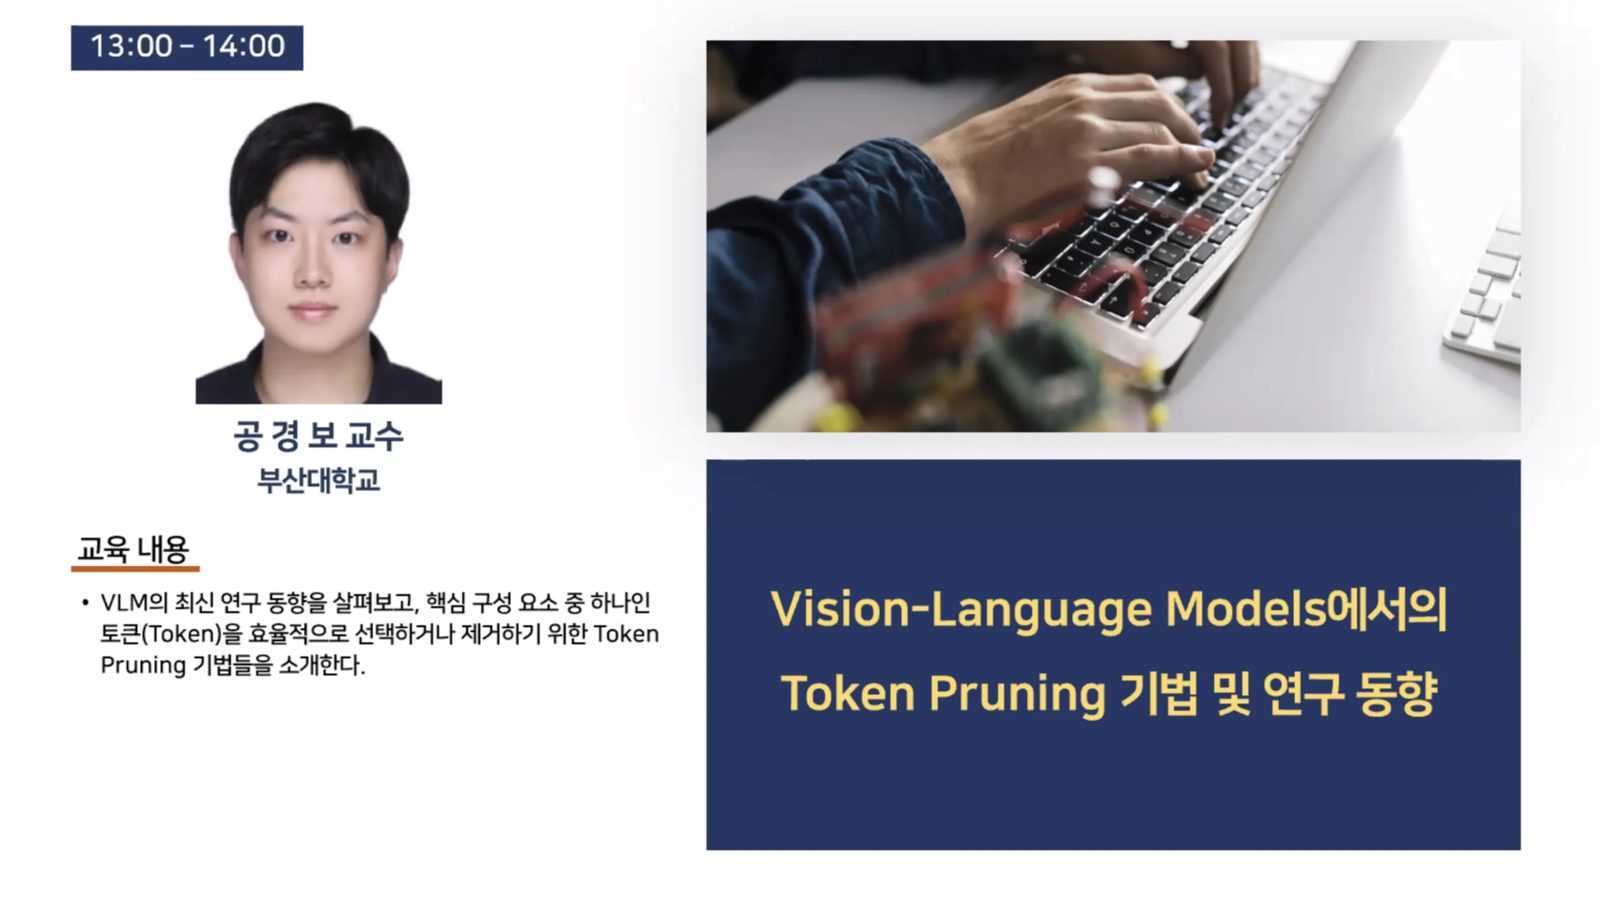 13:00 – 14:00
공 경 보 교수
부산대학교
교육 내용
• VLM의 최신 연구 동향을 살펴보고, 핵심 구성 요소 중 하나인
토큰(Token)을 효율적으로 선택하거나 제거하기 위한 Token
Pruning 기법들을 소개한다.
Vision-Language Models에서의
Token Pruning 기법 및 연구 동향